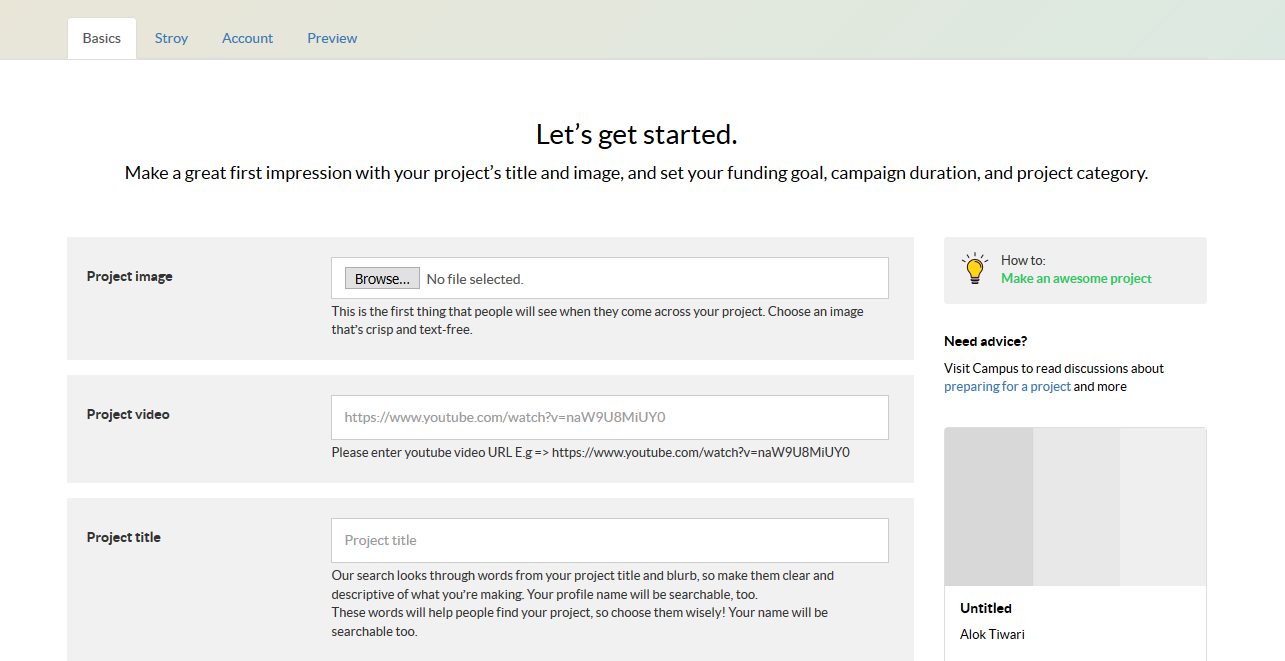 Basics Stroy Account Preview
Let’s get started.
Make a great first impression with your project’s title and image, and set your funding goal, campaign duration, and project category.
Project image
Browse... No file selected.
This is the first thing that people will see when they come across your project. Choose an image
that’s crisp and text-free.
Project video
https://www.youtube.com/watch?v=naW9U8MiUY0
Please enter youtube video URL E.g => https://www.youtube.com/watch?v=naW9U8MiUY0
Project title
Project title
Our search looks through words from your project title and blurb, so make them clear and
descriptive of what you’re making. Your profile name will be searchable, too.
These words will help people find your project, so choose them wisely! Your name will be
searchable too.
How to:
Make an awesome project
Need advice?
Visit Campus to read discussions about
preparing for a project and more
Untitled
Alok Tiwari